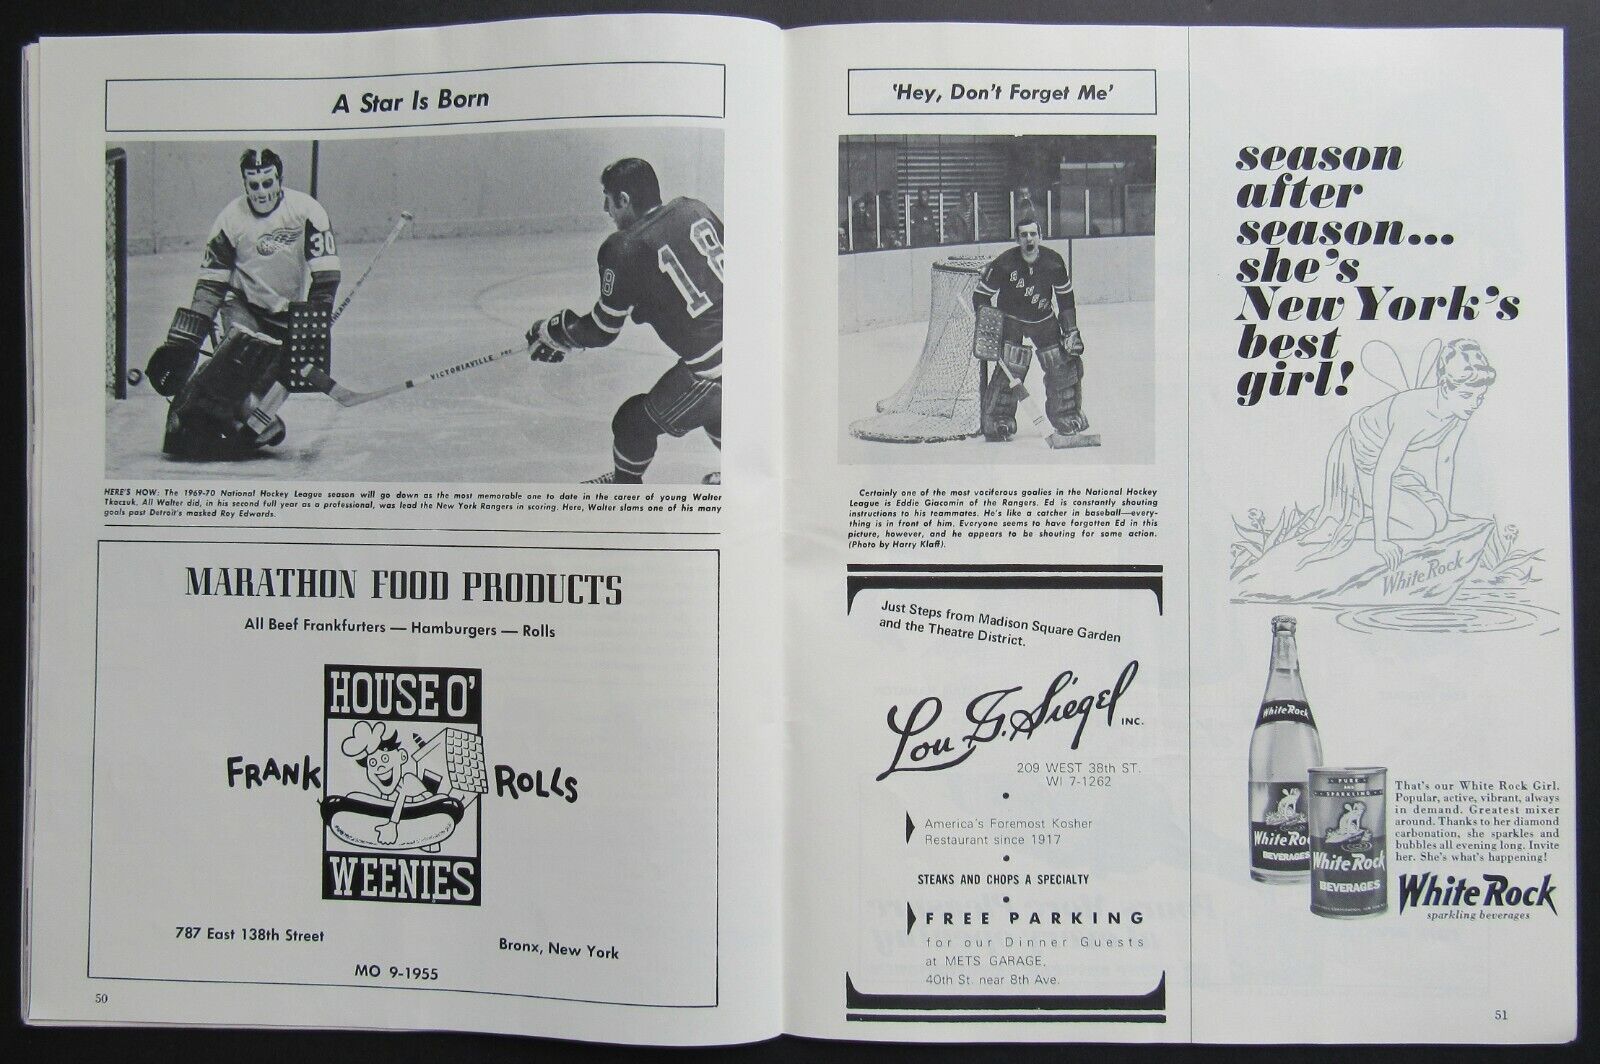 A Star Is Born
30
18
8
VICTORIAVILLE PRO
HERE'S HOW: The 1969-70 National Hockey League season will go down as the most memorable one to date in the career of young Walter
Tkaczuk. All Walter did, in his second full year as a professional, was lead the New York Rangers in scoring. Here, Walter slams one of his many
goals past Detroit's masked Roy Edwards.
MARATHON FOOD PRODUCTS
All Beef Frankfurters — Hamburgers — Rolls
HOUSE O'
FRANK ROLLS
WEENIES
787 East 138th Street
Bronx, New York
MO 9-1955
50
'Hey, Don't Forget Me'
RANGERS
Certainly one of the most vociferous goalies in the National Hockey
League is Eddie Giacomin of the Rangers. Ed is constantly shouting
instructions to his teammates. He's like a catcher in baseball—every-
thing is in front of him. Everyone seems to have forgotten Ed in this
picture, however, and he appears to be shouting for some action.
(Photo by Harry Klaff).
Just Steps from Madison Square Garden
and the Theatre District.
Lou G. Siegel INC.
209 WEST 38th ST.
WI 7-1262
America's Foremost Kosher
Restaurant since 1917
STEAKS AND CHOPS A SPECIALTY
FREE PARKING
for our Dinner Guests
at METS GARAGE,
40th St. near 8th Ave.
season
after
season...
she's
New York's
best
girl!
White Rock
White Rock
White Ro
BEVERAGES
PURE
AND
SPARKLING
White Rock
BEVERAGES
That's our White Rock Girl.
Popular, active, vibrant, always
in demand. Greatest mixer
around. Thanks to her diamond
carbonation, she sparkles and
bubbles all evening long. Invite
her. She's what's happening!
White Rock
sparkling beverages
51